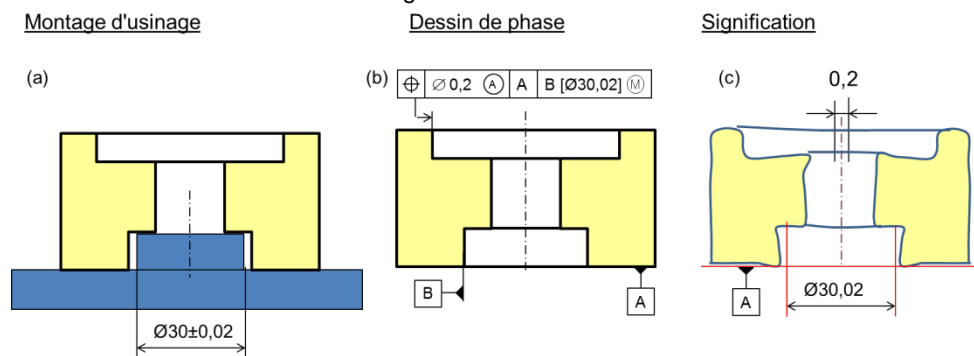 Montage d'usinage
Dessin de phase
Signification
(a)
(b)
⌖ Ø 0,2 Ⓐ A B [Ø30,02] Ⓜ
(c)
0,2
B
A
A
Ø30,02
Ø30±0,02